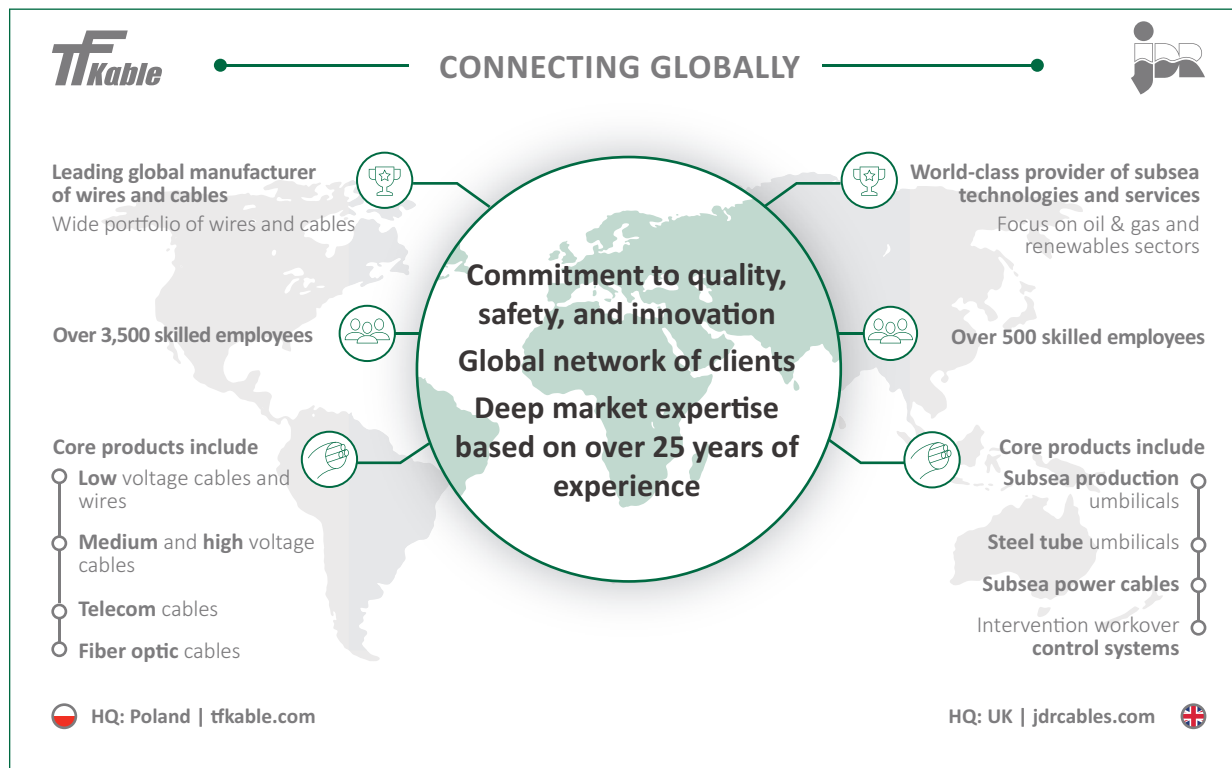 TF Kable
CONNECTING GLOBALLY
JDR
Leading global manufacturer
of wires and cables
Wide portfolio of wires and cables
Over 3,500 skilled employees
Core products include
Low voltage cables and
wires
Medium and high voltage
cables
Telecom cables
Fiber optic cables
HQ: Poland | tfkable.com
Commitment to quality,
safety, and innovation
Global network of clients
Deep market expertise
based on over 25 years of
experience
World-class provider of subsea
technologies and services
Focus on oil & gas and
renewables sectors
Over 500 skilled employees
Core products include
Subsea production
umbilicals
Steel tube umbilicals
Subsea power cables
Intervention workover
control systems
HQ: UK | jdrcables.com